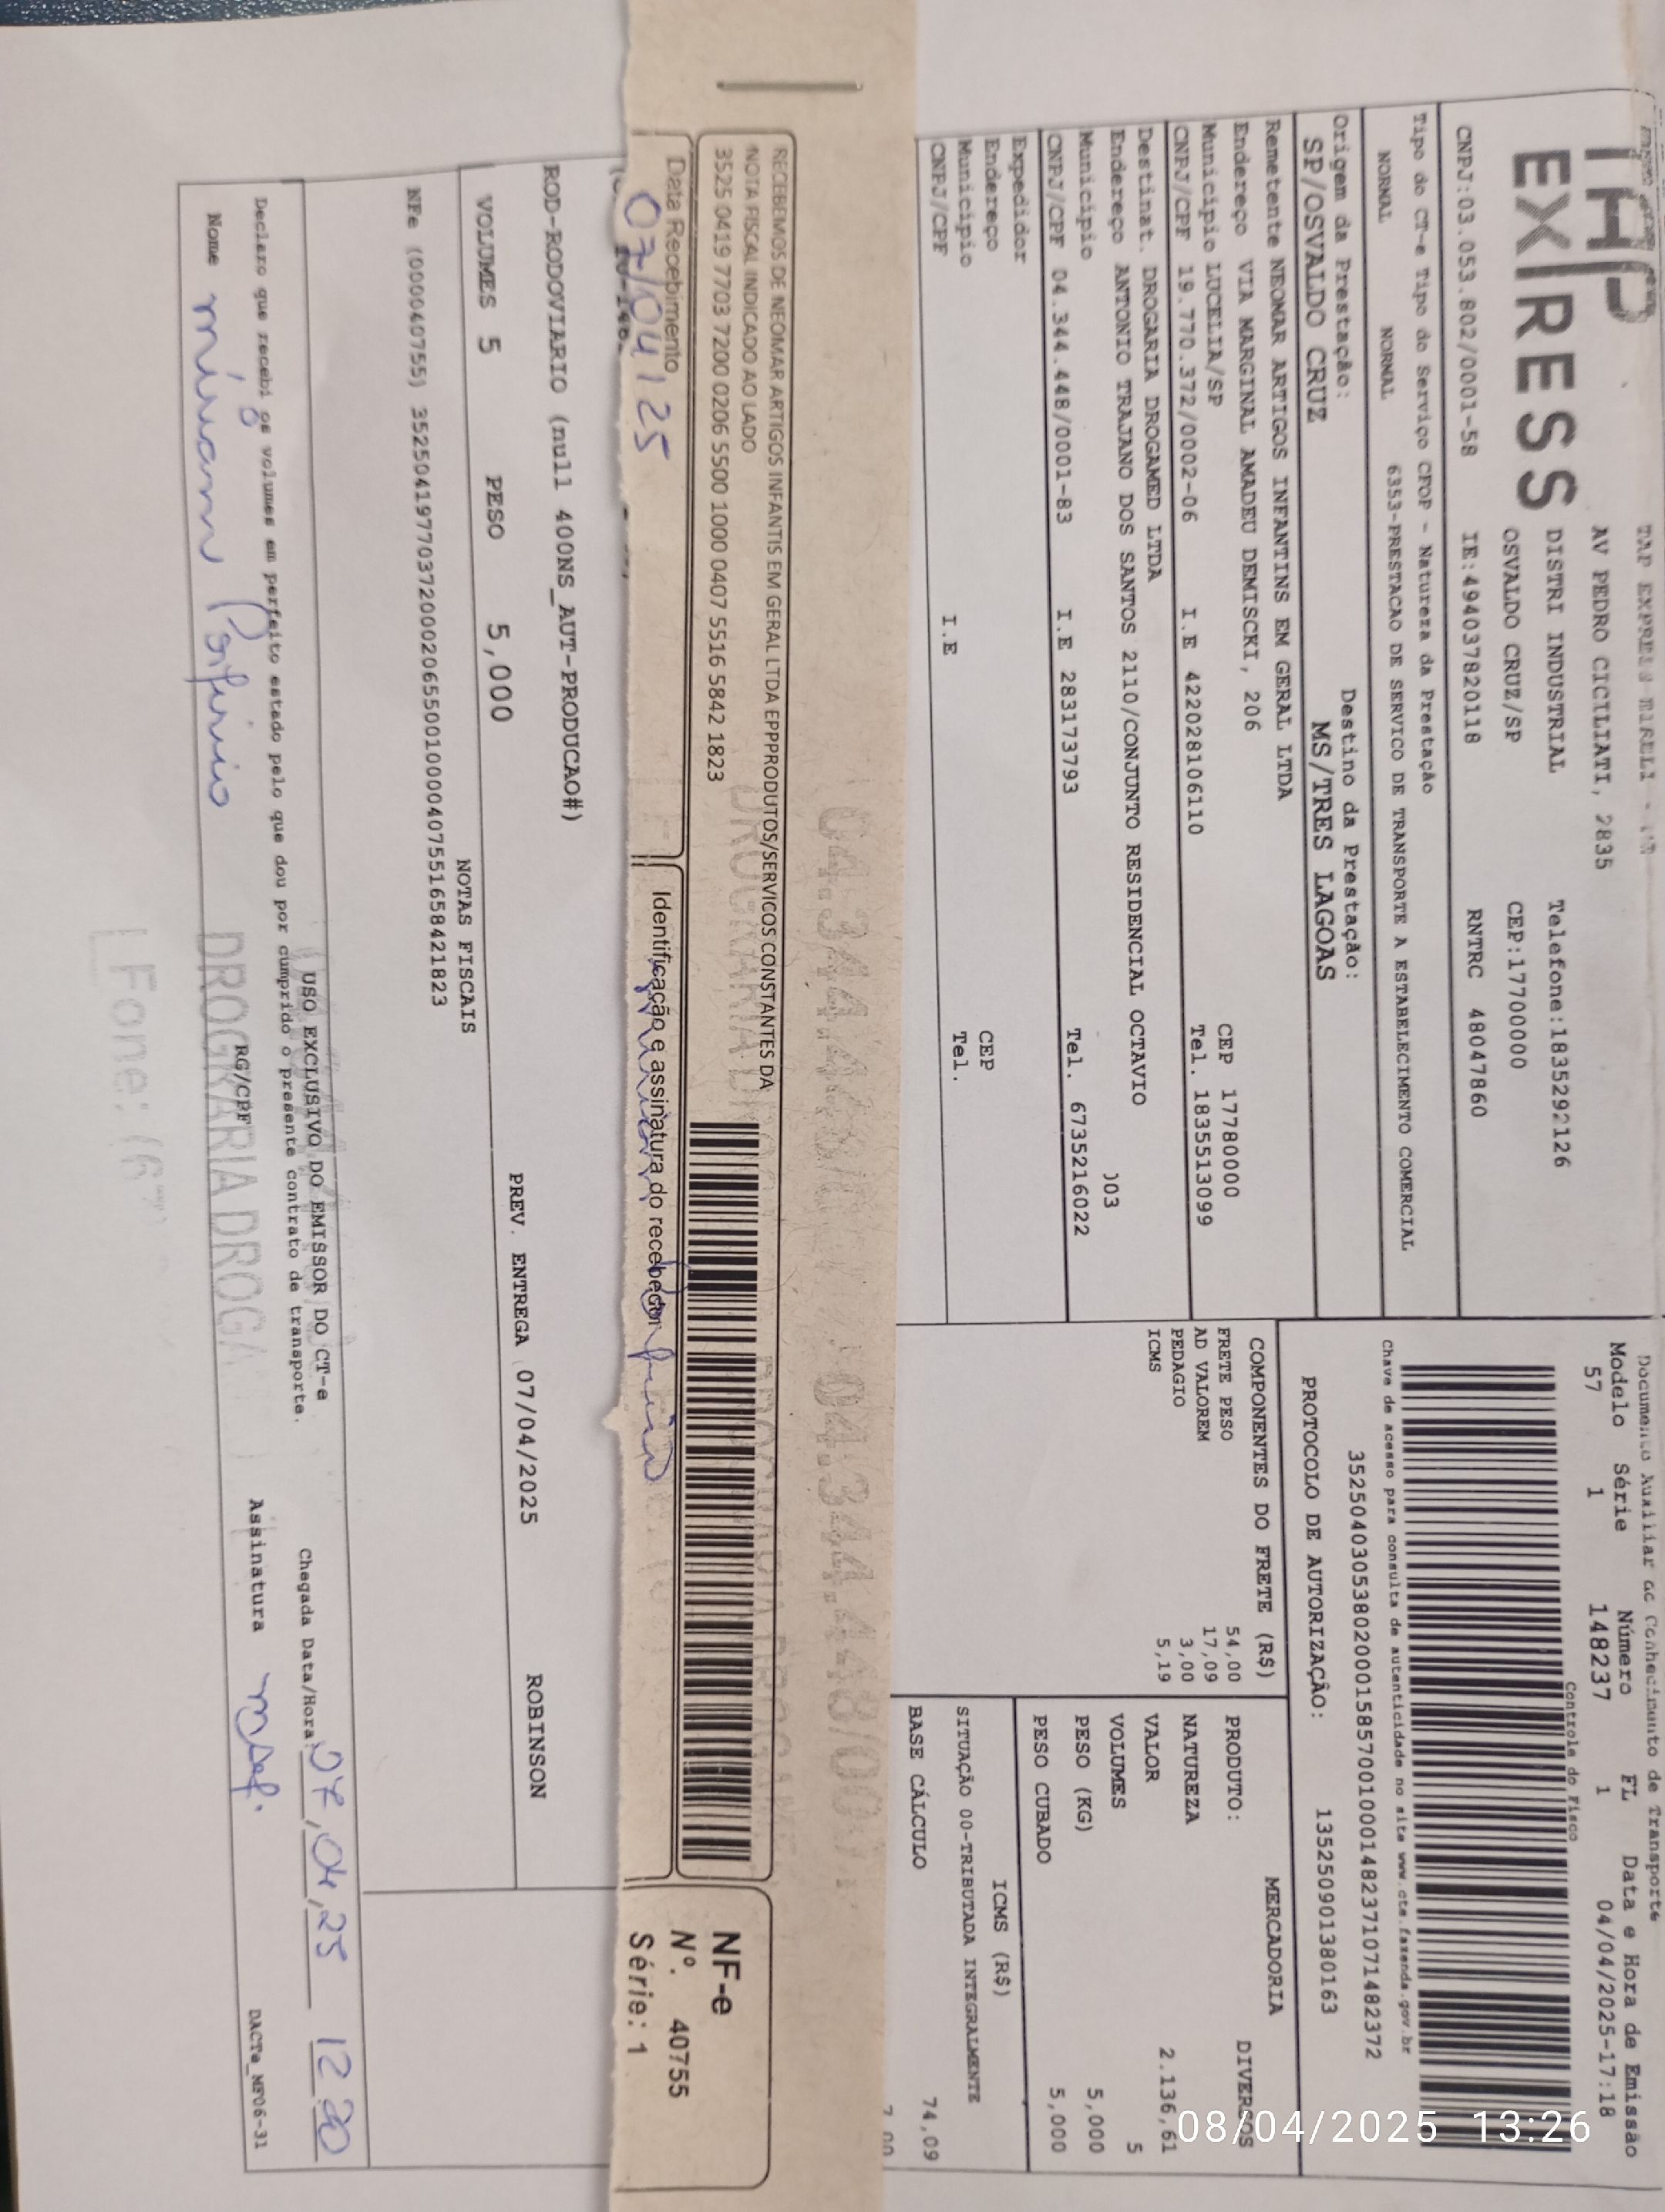 EXPRESS
TAP EXPRESS EIRELI
AV PEDRO CICILIATI, 2835
DISTRI INDUSTRIAL Telefone:1835292126
OSVALDO CRUZ/SP CEP:17700000
CNPJ:03.053.802/0001-58 IE:494037820118 RNTRC 48047860
Documento Auxiliar de Conhecimento de Transporte
Modelo Série Número FL Data e Hora de Emissão
57 1 148237 1 04/04/2025-17:18
Controle do Fisco
Chave de acesso para consulta de autenticidade no site www.cte.fazenda.gov.br
35250403053802000158570010001482371071482372
PROTOCOLO DE AUTORIZAÇÃO: 135250901380163
Tipo do CT-e Tipo do Serviço CFOP - Natureza da Prestação
NORMAL NORMAL 6353-PRESTACAO DE SERVICO DE TRANSPORTE A ESTABELECIMENTO COMERCIAL
Origem da Prestação: Destino da Prestação:
SP/OSVALDO CRUZ MS/TRES LAGOAS
Remetente NEOMAR ARTIGOS INFANTINS EM GERAL LTDA
Endereço VIA MARGINAL AMADEU DEMISCKI, 206
Municipio LUCELIA/SP CEP 17780000
CNPJ/CPF 19.770.372/0002-06 I.E 422028106110 Tel. 1835513099
Destinat. DROGARIA DROGAMED LTDA
Endereço ANTONIO TRAJANO DOS SANTOS 2110/CONJUNTO RESIDENCIAL OCTAVIO
Municipio 003
CNPJ/CPF 04.344.448/0001-83 I.E 283173793 Tel. 6735216022
Expedidor
Endereço CEP
Municipio Tel.
CNPJ/CPF I.E
COMPONENTES DO FRETE (R$)
FRETE PESO 54,00
AD VALOREM 17,09
PEDAGIO 3,00
ICMS 5,19
MERCADORIA
PRODUTO: DIVERSOS
NATUREZA
VALOR 2.136,61
VOLUMES 5
PESO (KG) 5,000
PESO CUBADO 5,000
ICMS (R$)
SITUAÇÃO 00-TRIBUTADA INTEGRALMENTE
BASE CÁLCULO 74,09
04.344.448/0001
RECEBEMOS DE NEOMAR ARTIGOS INFANTIS EM GERAL LTDA EPPPRODUTOS/SERVICOS CONSTANTES DA
NOTA FISCAL INDICADO AO LADO
3525 0419 7703 7200 0206 5500 1000 0407 5516 5842 1823
Data Recebimento Identificação e assinatura do recebedor
07/04/25
NF-e
Nº. 40755
Série: 1
ROD-RODOVIARIO (null 400NS_AUT-PRODUCAO#)
VOLUMES 5 PESO 5,000 PREV. ENTREGA 07/04/2025 ROBINSON
NOTAS FISCAIS
NFe (000040755) 35250419770372000206550010000407551658421823
USO EXCLUSIVO DO EMISSOR DO CT-e
Declaro que recebi os volumes em perfeito estado pelo que dou por cumprido o presente contrato de transporte. Chegada Data/Hora: 07,04,25 12 20
Nome RG/CPF Assinatura
DACTe_MF06-31
DROGRARIA DROGA
Fone: (67
08/04/2025 13:26